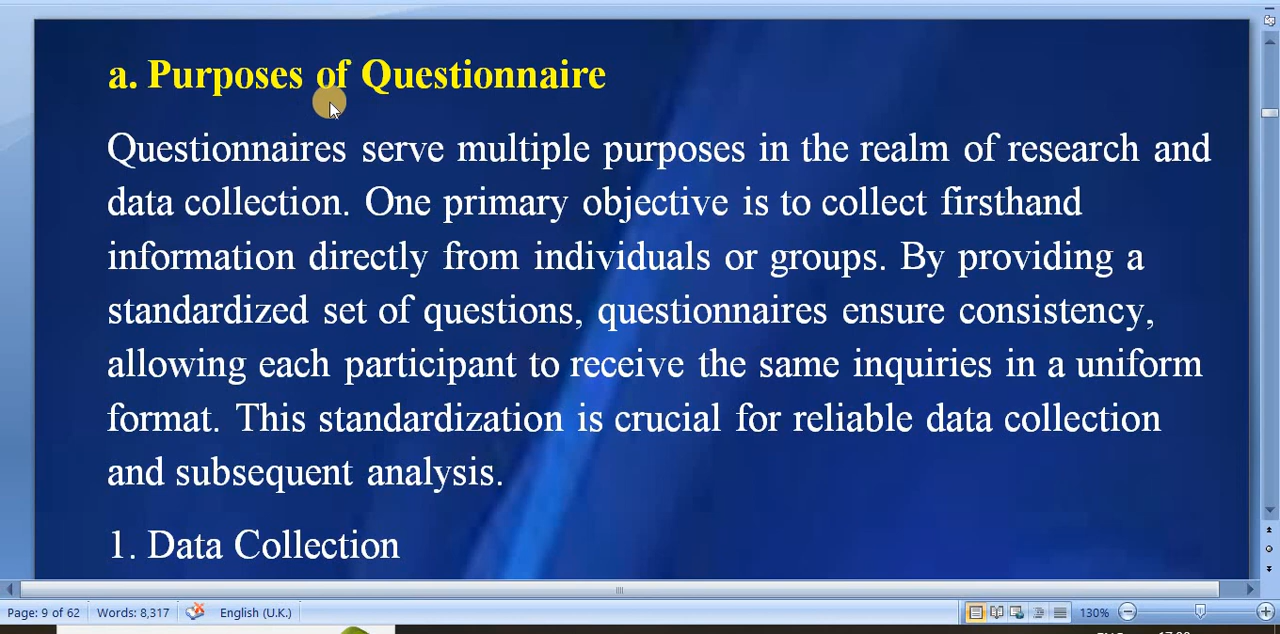 a. Purposes of Questionnaire
Questionnaires serve multiple purposes in the realm of research and
data collection. One primary objective is to collect firsthand
information directly from individuals or groups. By providing a
standardized set of questions, questionnaires ensure consistency,
allowing each participant to receive the same inquiries in a uniform
format. This standardization is crucial for reliable data collection
and subsequent analysis.
1. Data Collection
Page: 9 of 62 Words: 8,317 English (U.K.) 130%